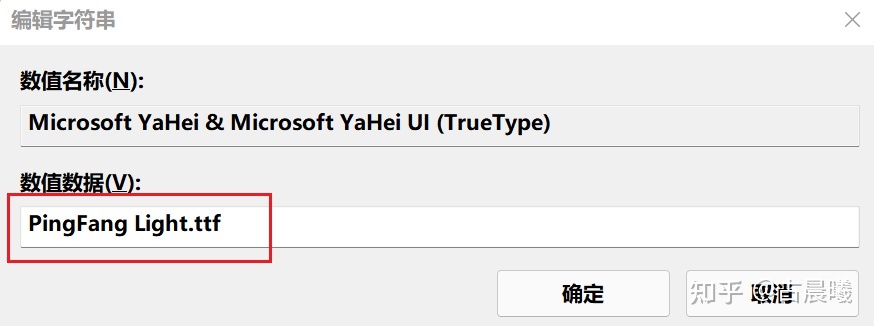 编辑字符串
数值名称(N):
Microsoft YaHei & Microsoft YaHei UI (TrueType)
数值数据(V):
PingFang Light.ttf
确定
取消
知乎 @古晨曦